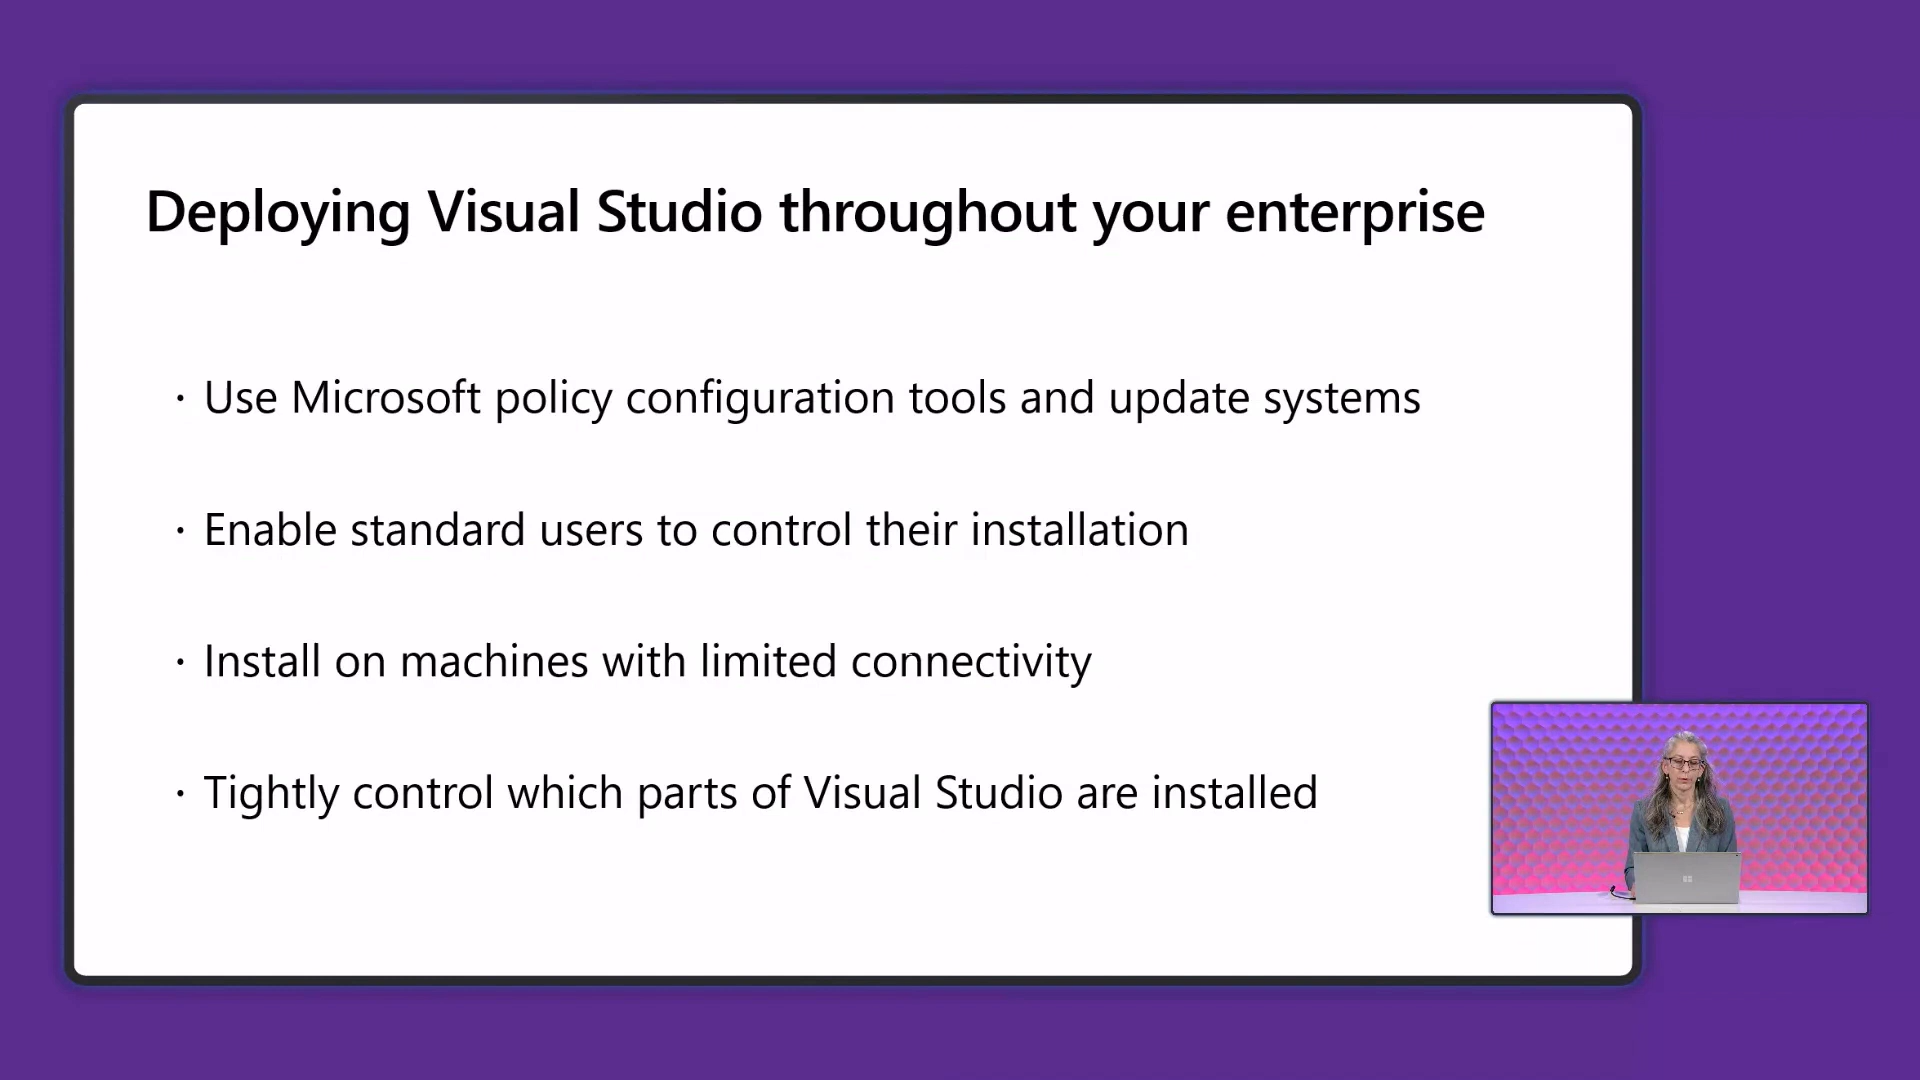 Deploying Visual Studio throughout your enterprise
· Use Microsoft policy configuration tools and update systems
· Enable standard users to control their installation
· Install on machines with limited connectivity
· Tightly control which parts of Visual Studio are installed